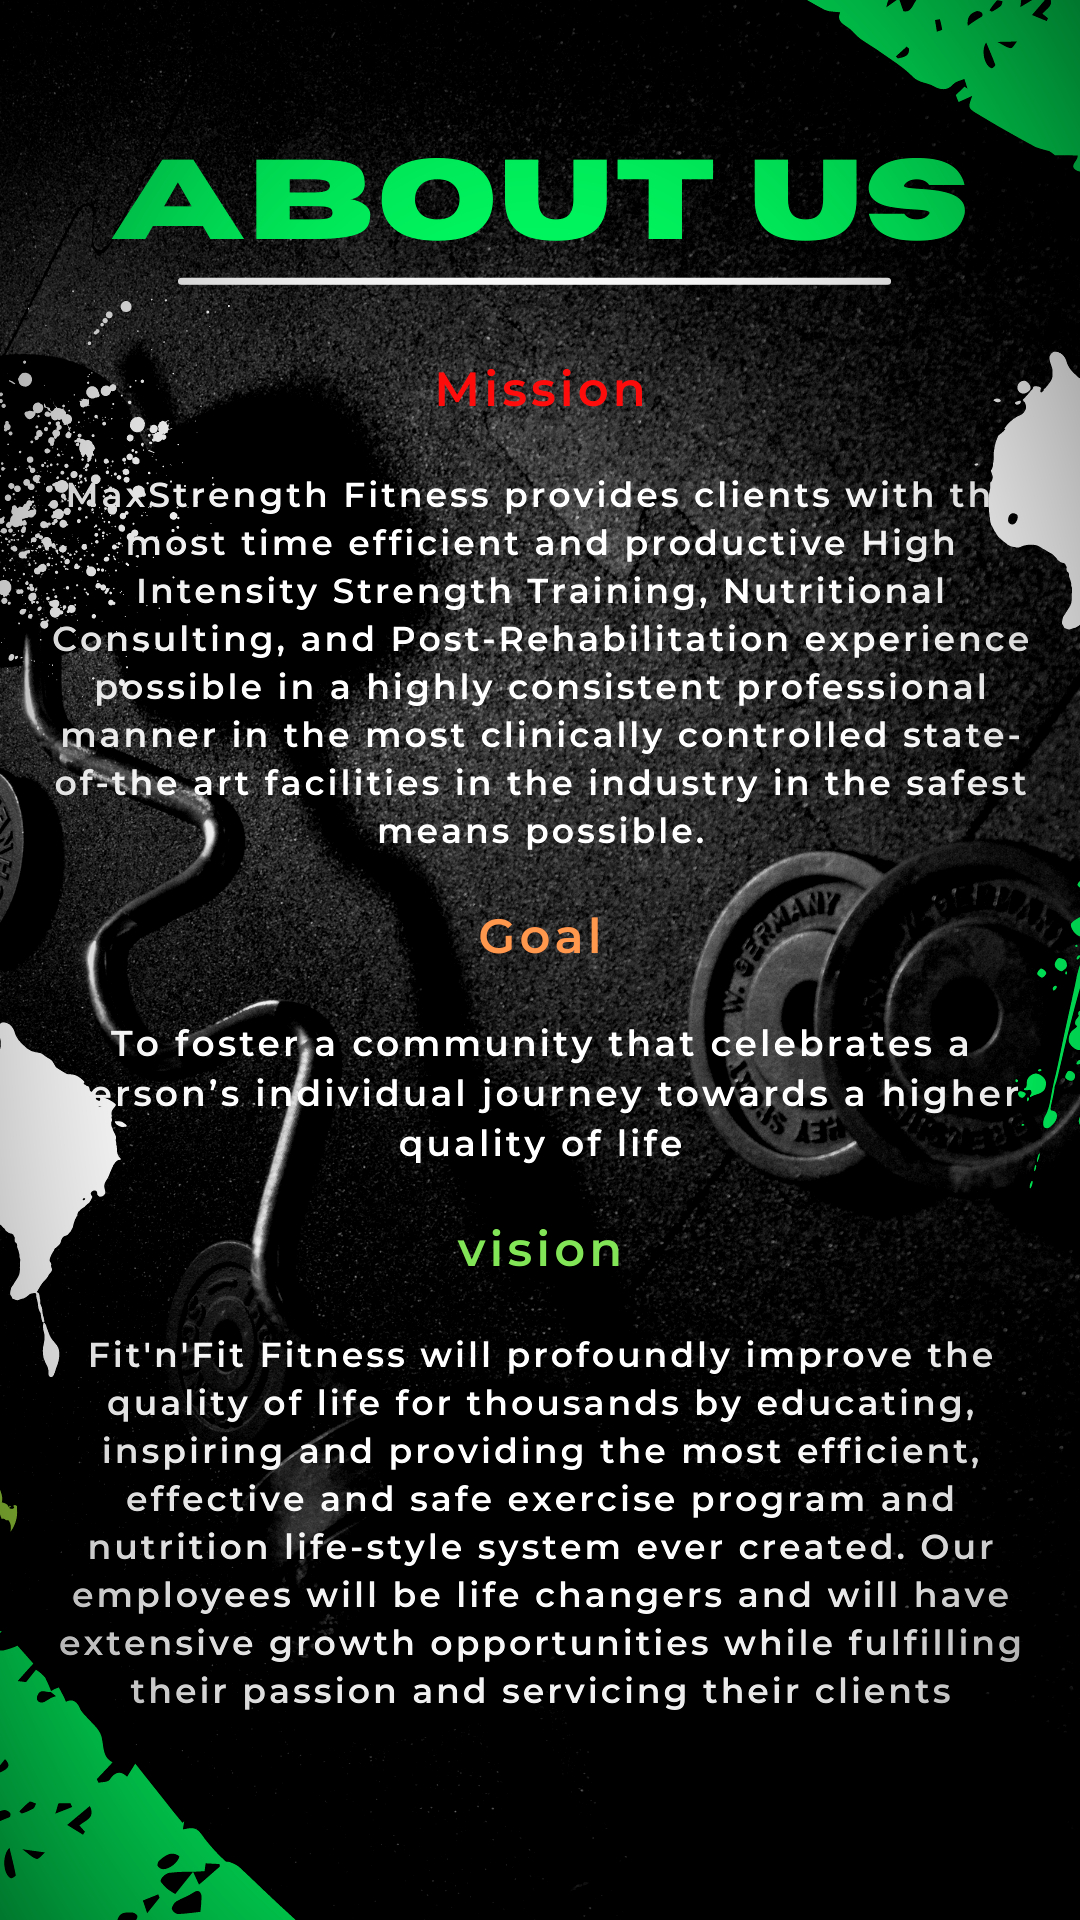 ABOUT US
Mission
MaxStrength Fitness provides clients with th
most time efficient and productive High
Intensity Strength Training, Nutritional
Consulting, and Post-Rehabilitation experience
possible in a highly consistent professional
manner in the most clinically controlled state-
of-the art facilities in the industry in the safest
means possible.
W. GERMANY
Goal
To foster a community that celebrates a
erson’s individual journey towards a higher
quality of life
vision
Fit'n'Fit Fitness will profoundly improve the
quality of life for thousands by educating,
inspiring and providing the most efficient,
effective and safe exercise program and
nutrition life-style system ever created. Our
employees will be life changers and will have
extensive growth opportunities while fulfilling
their passion and servicing their clients